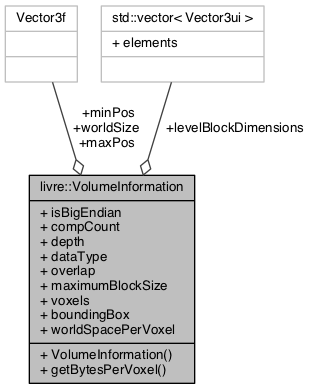 Vector3f
std::vector< Vector3ui >
+ elements
+minPos
+worldSize
+maxPos
+levelBlockDimensions
livre::VolumeInformation
+ isBigEndian
+ compCount
+ depth
+ dataType
+ overlap
+ maximumBlockSize
+ voxels
+ boundingBox
+ worldSpacePerVoxel
+ VolumeInformation()
+ getBytesPerVoxel()